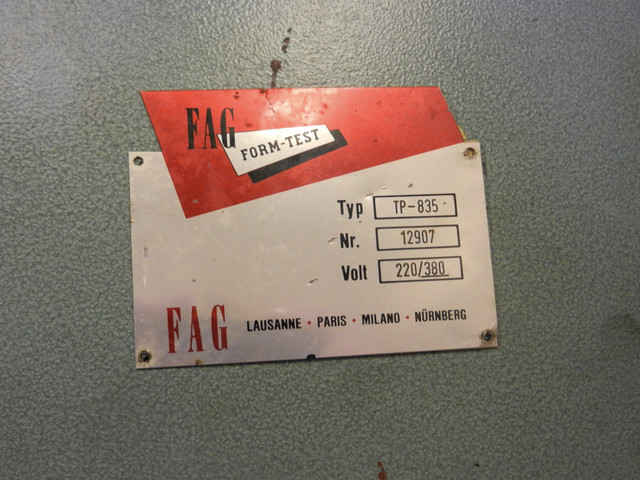 FAG
FORM-TEST
Typ TP-835
Nr. 12907
Volt 220/380
FAG LAUSANNE • PARIS • MILANO • NÜRNBERG